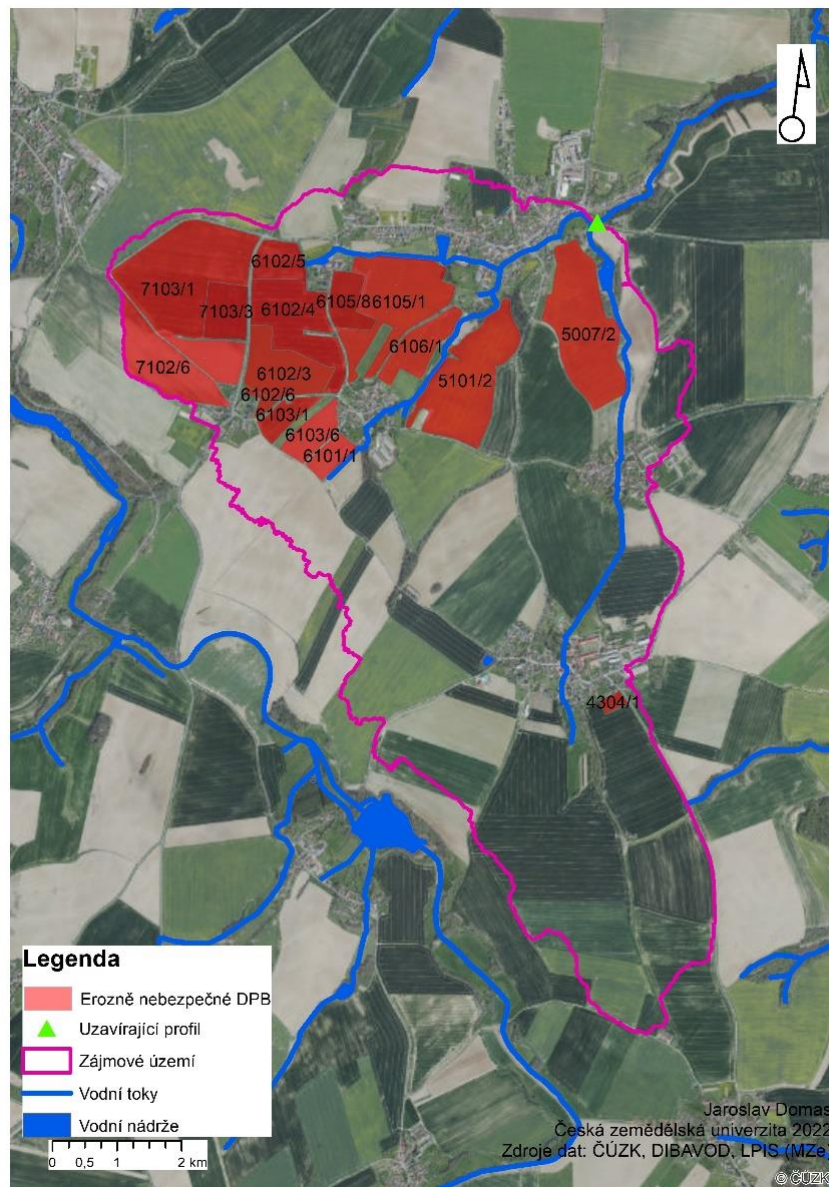 6102/5
7103/1
7103/3
6102/4
6105/8
6105/1
5007/2
6106/1
7102/6
6102/3
5101/2
6102/6
6103/1
6103/6
6101/1
4304/1
Legenda
Erozně nebezpečné DPB
Uzavírající profil
Zájmové území
Vodní toky
Vodní nádrže
0 0,5 1 2 km
Jaroslav Domas
Česká zemědělská univerzita 2022
Zdroje dat: ČÚZK, DIBAVOD, LPIS (MZe)
© ČÚZK